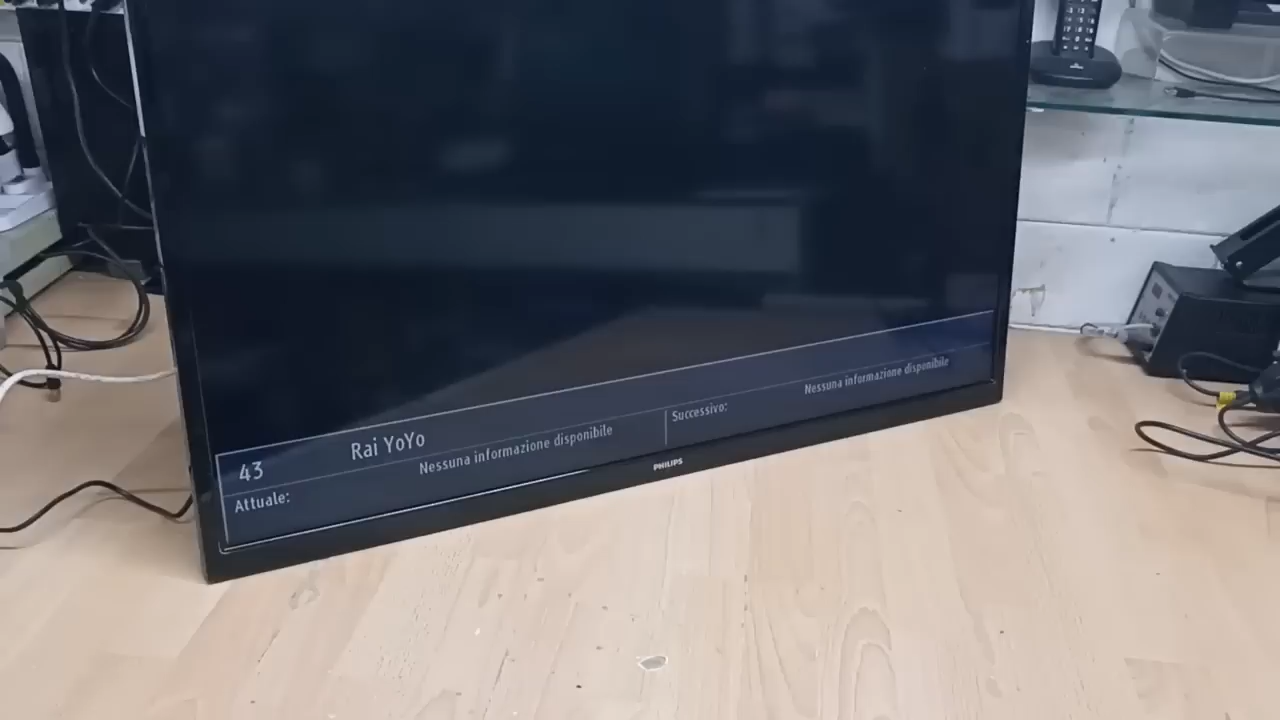 43 Rai YoYo
Attuale: Nessuna informazione disponibile
Successivo: Nessuna informazione disponibile
PHILIPS